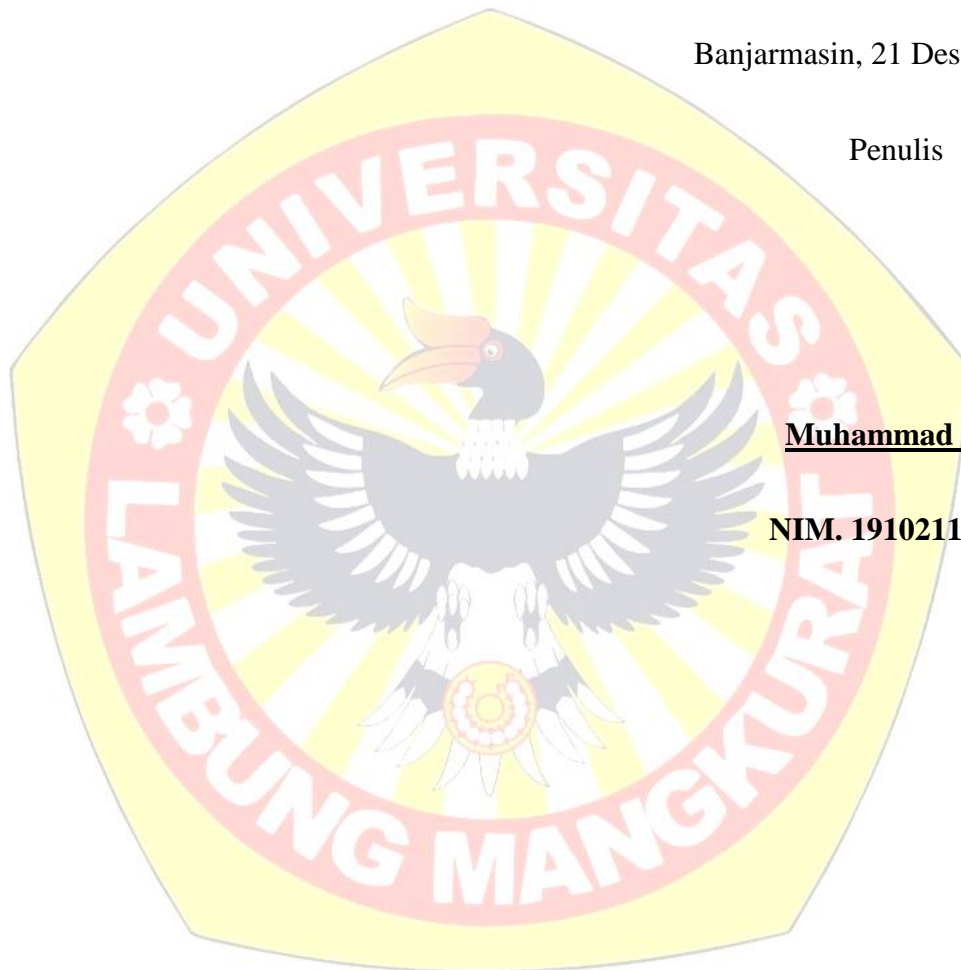 Banjarmasin, 21 Des
Penulis
UNIVERSITAS
Muhammad
NIM. 1910211
LAMBUNG MANGKURAT